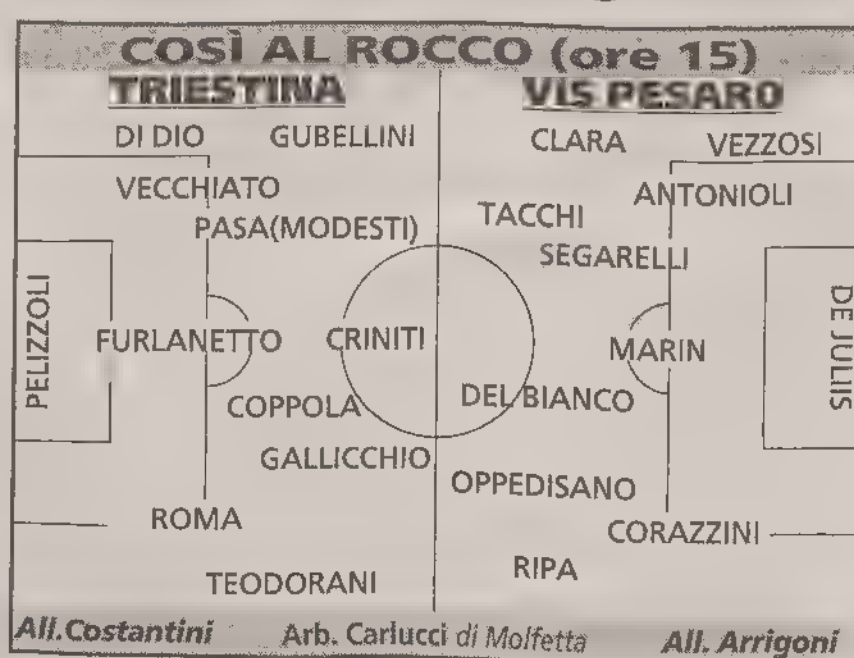 COSÌ AL ROCCO (ore 15)
TRIESTINA
VIS PESARO
DI DIO
GUBELLINI
VECCHIATO
PASA(MODESTI)
PELIZZOLI
FURLANETTO
CRINITI
COPPOLA
GALLICCHIO
ROMA
TEODORANI
CLARA
VEZZOSI
ANTONIOLI
TACCHI
SEGARELLI
DE JULIIS
MARIN
DEL BIANCO
OPPEDISANO
CORAZZINI
RIPA
All.Costantini
Arb. Carlucci di Molfetta
All. Arrigoni